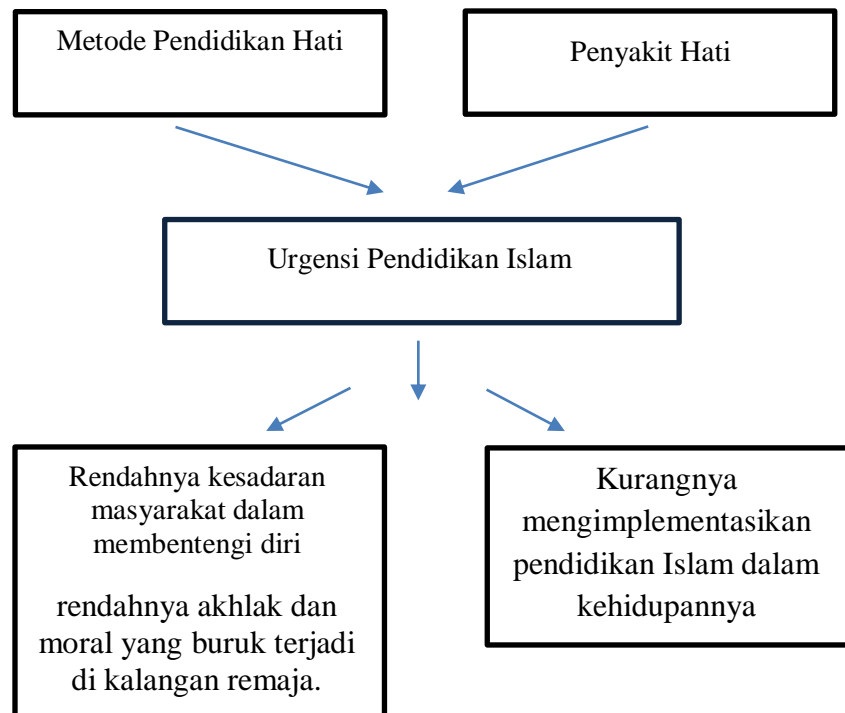 Metode Pendidikan Hati
Penyakit Hati
Urgensi Pendidikan Islam
Rendahnya kesadaran
masyarakat dalam
membentengi diri
rendahnya akhlak dan
moral yang buruk terjadi
di kalangan remaja.
Kurangnya
mengimplementasikan
pendidikan Islam dalam
kehidupannya